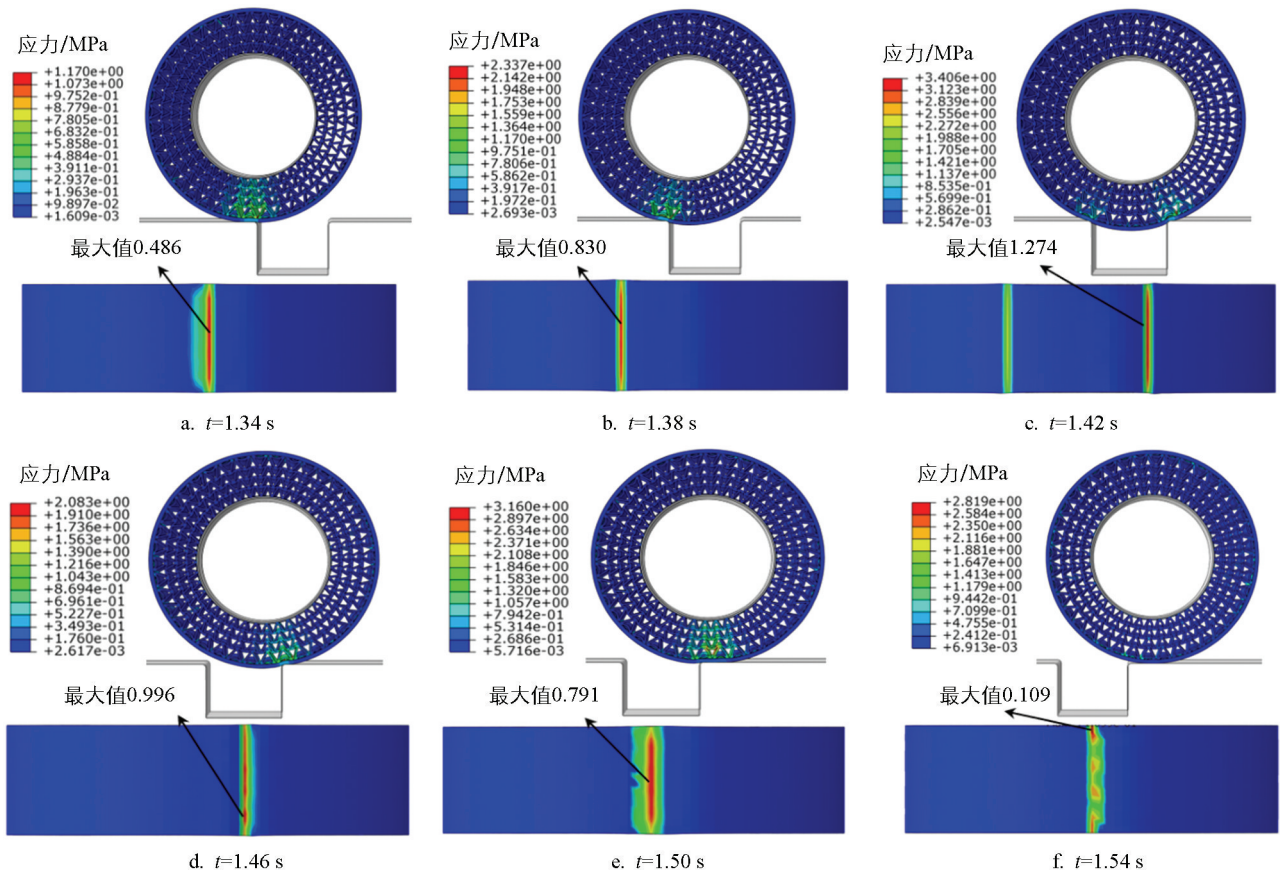 应力/MPa
+1.170e+00
+1.073e+00
+9.752e-01
+8.779e-01
+7.805e-01
+6.832e-01
+5.858e-01
+4.884e-01
+3.911e-01
+2.937e-01
+1.963e-01
+9.897e-02
+1.609e-03
最大值0.486
a. t=1.34 s
应力/MPa
+2.337e+00
+2.142e+00
+1.948e+00
+1.753e+00
+1.559e+00
+1.364e+00
+1.170e+00
+9.751e-01
+7.806e-01
+5.862e-01
+3.917e-01
+1.972e-01
+2.693e-03
最大值0.830
b. t=1.38 s
应力/MPa
+3.406e+00
+3.123e+00
+2.839e+00
+2.556e+00
+2.272e+00
+1.988e+00
+1.705e+00
+1.421e+00
+1.137e+00
+8.535e-01
+5.699e-01
+2.862e-01
+2.547e-03
最大值1.274
c. t=1.42 s
应力/MPa
+2.083e+00
+1.910e+00
+1.736e+00
+1.563e+00
+1.390e+00
+1.216e+00
+1.043e+00
+8.694e-01
+6.961e-01
+5.227e-01
+3.493e-01
+1.760e-01
+2.617e-03
最大值0.996
d. t=1.46 s
应力/MPa
+3.160e+00
+2.897e+00
+2.634e+00
+2.371e+00
+2.108e+00
+1.846e+00
+1.583e+00
+1.320e+00
+1.057e+00
+7.942e-01
+5.314e-01
+2.686e-01
+5.716e-03
最大值0.791
e. t=1.50 s
应力/MPa
+2.819e+00
+2.584e+00
+2.350e+00
+2.116e+00
+1.881e+00
+1.647e+00
+1.413e+00
+1.179e+00
+9.442e-01
+7.099e-01
+4.755e-01
+2.412e-01
+6.913e-03
最大值0.109
f. t=1.54 s